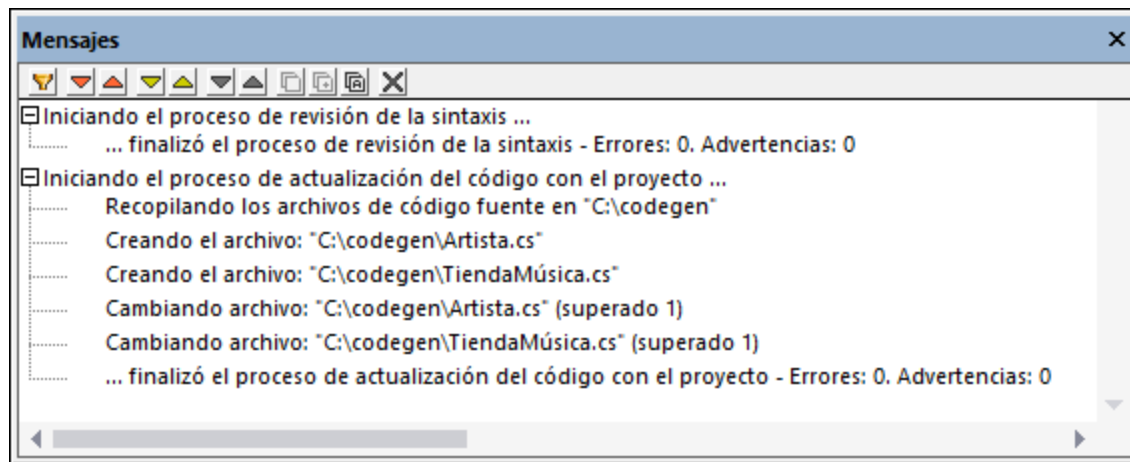 Mensajes
Iniciando el proceso de revisión de la sintaxis ...
... finalizó el proceso de revisión de la sintaxis - Errores: 0. Advertencias: 0
Iniciando el proceso de actualización del código con el proyecto ...
Recopilando los archivos de código fuente en "C:\codegen"
Creando el archivo: "C:\codegen\Artista.cs"
Creando el archivo: "C:\codegen\TiendaMúsica.cs"
Cambiando archivo: "C:\codegen\Artista.cs" (superado 1)
Cambiando archivo: "C:\codegen\TiendaMúsica.cs" (superado 1)
... finalizó el proceso de actualización del código con el proyecto - Errores: 0. Advertencias: 0